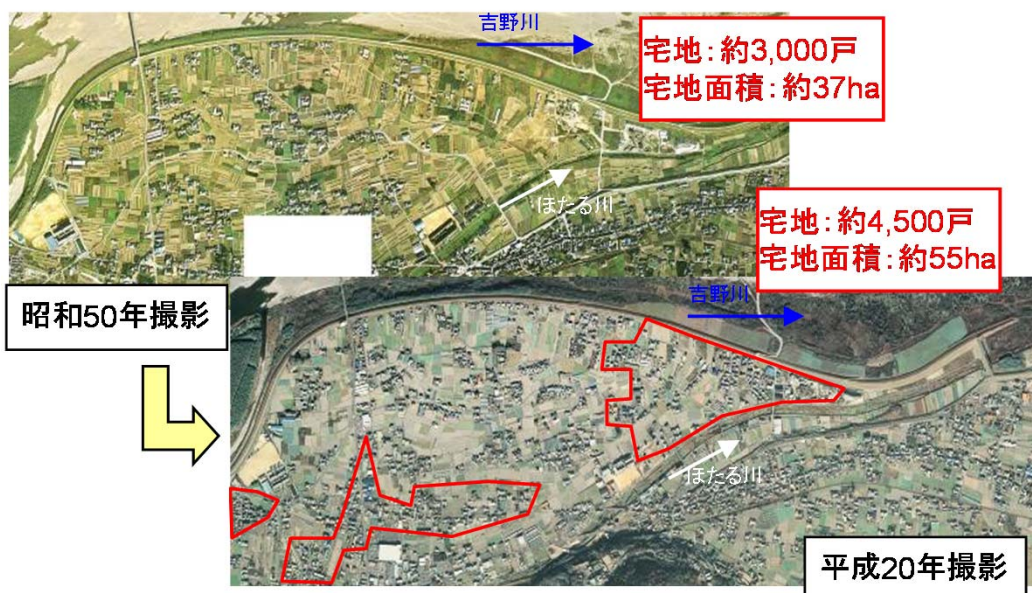 吉野川
宅地:約3,000戸
宅地面積:約37ha
ほたる川
昭和50年撮影
宅地:約4,500戸
宅地面積:約55ha
吉野川
ほたる川
平成20年撮影